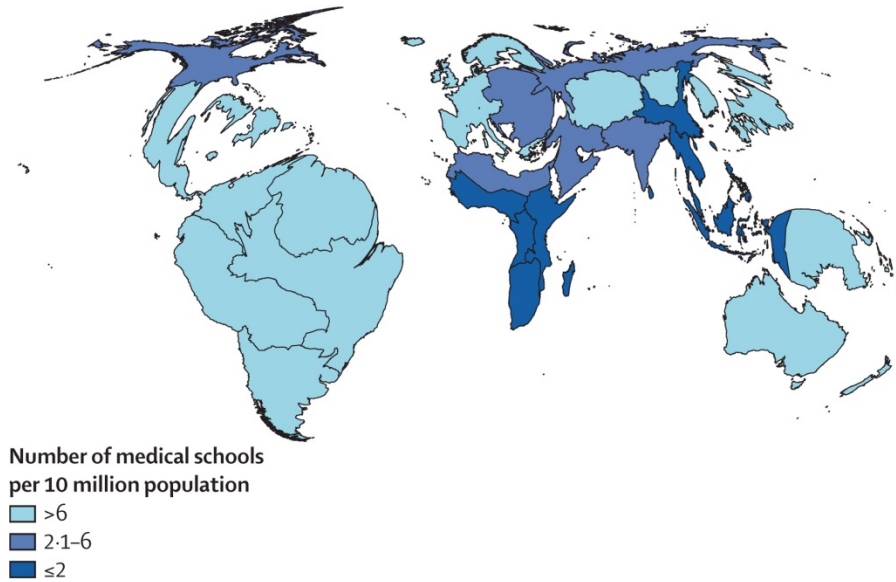 Number of medical schools
per 10 million population
>6
2·1–6
≤2